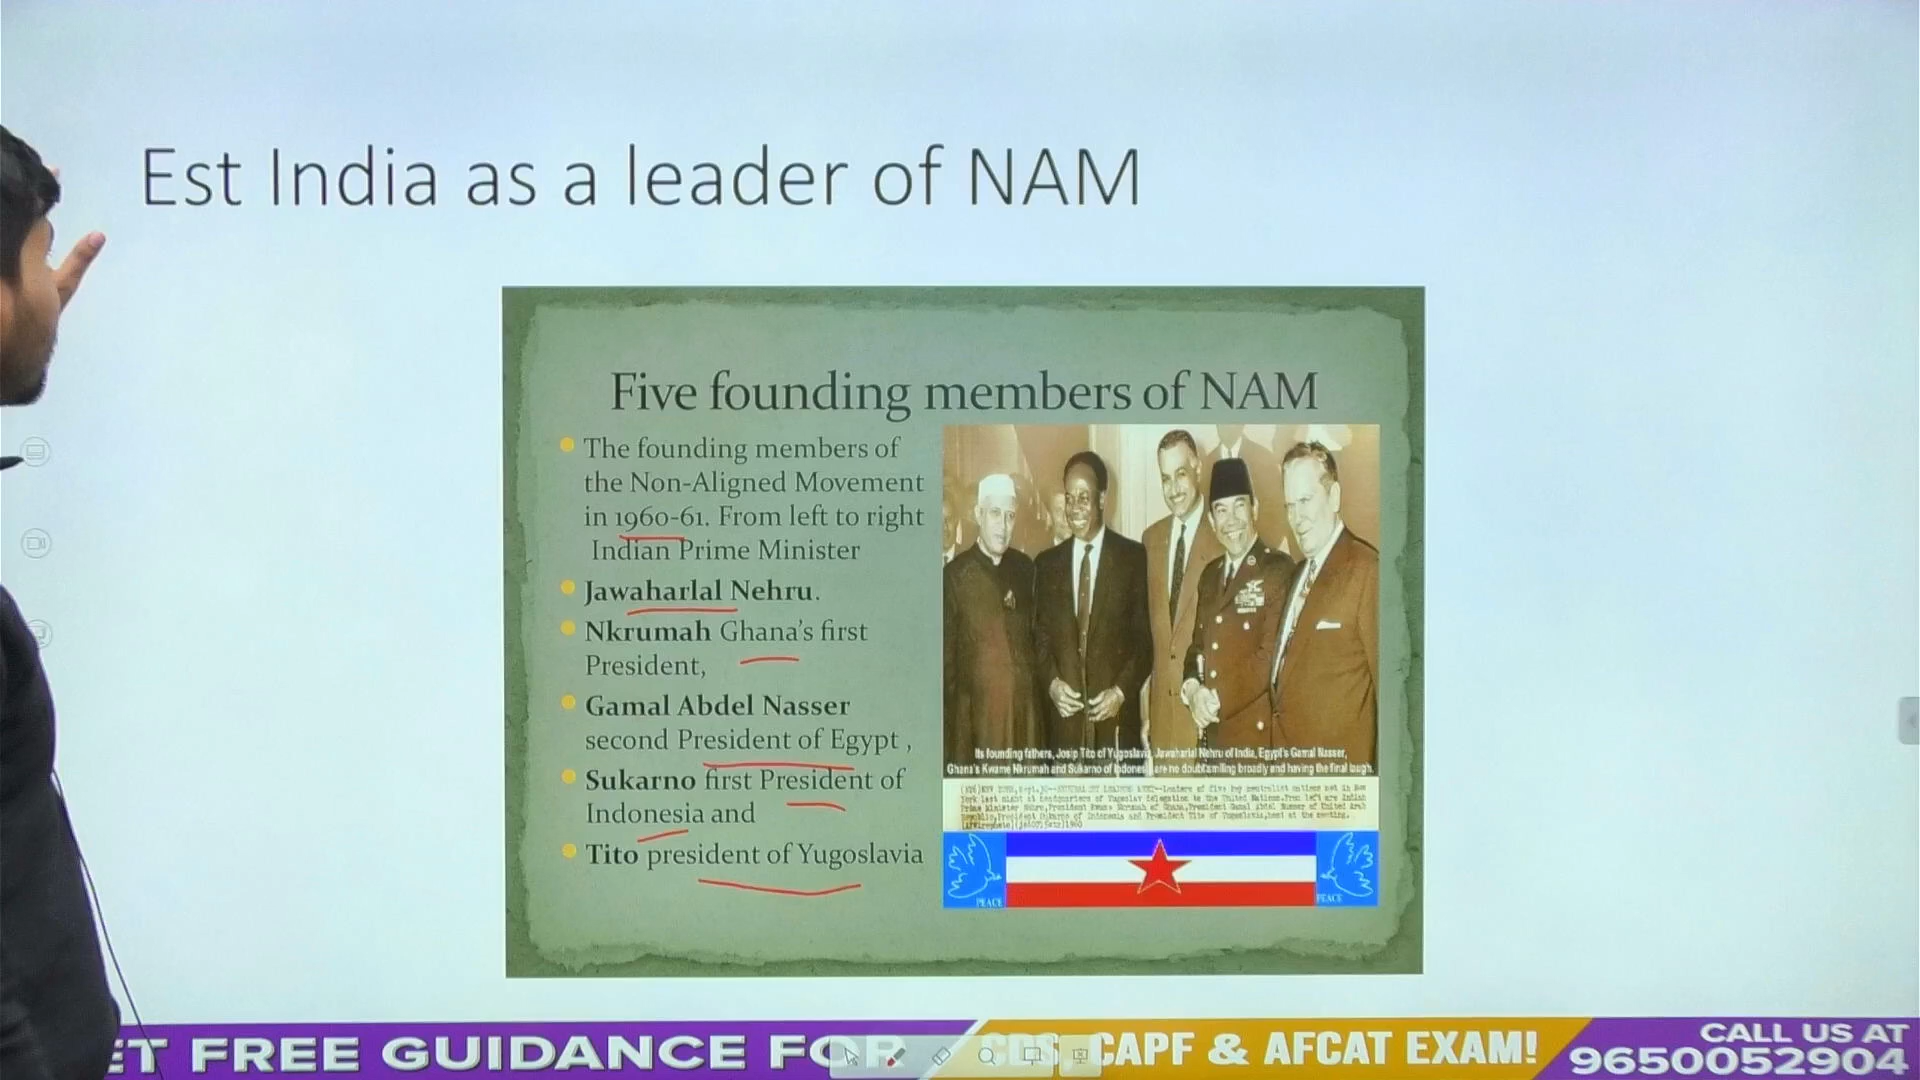 Est India as a leader of NAM
Five founding members of NAM
The founding members of
the Non-Aligned Movement
in 1960-61. From left to right
Indian Prime Minister
Jawaharlal Nehru.
Nkrumah Ghana's first
President,
Gamal Abdel Nasser
second President of Egypt ,
Sukarno first President of
Indonesia and
Tito president of Yugoslavia
Its founding fathers, Josip Tito of Yugoslavia, Jawaharlal Nehru of India, Egypt's Gamal Nasser,
Ghana's Kwame Nkrumah and Sukarno of Indones are no doubt smiling broadly and having the final laugh.
PEACE
PEACE
ET FREE GUIDANCE FOR CDS, CAPF & AFCAT EXAM!
CALL US AT
9650052904